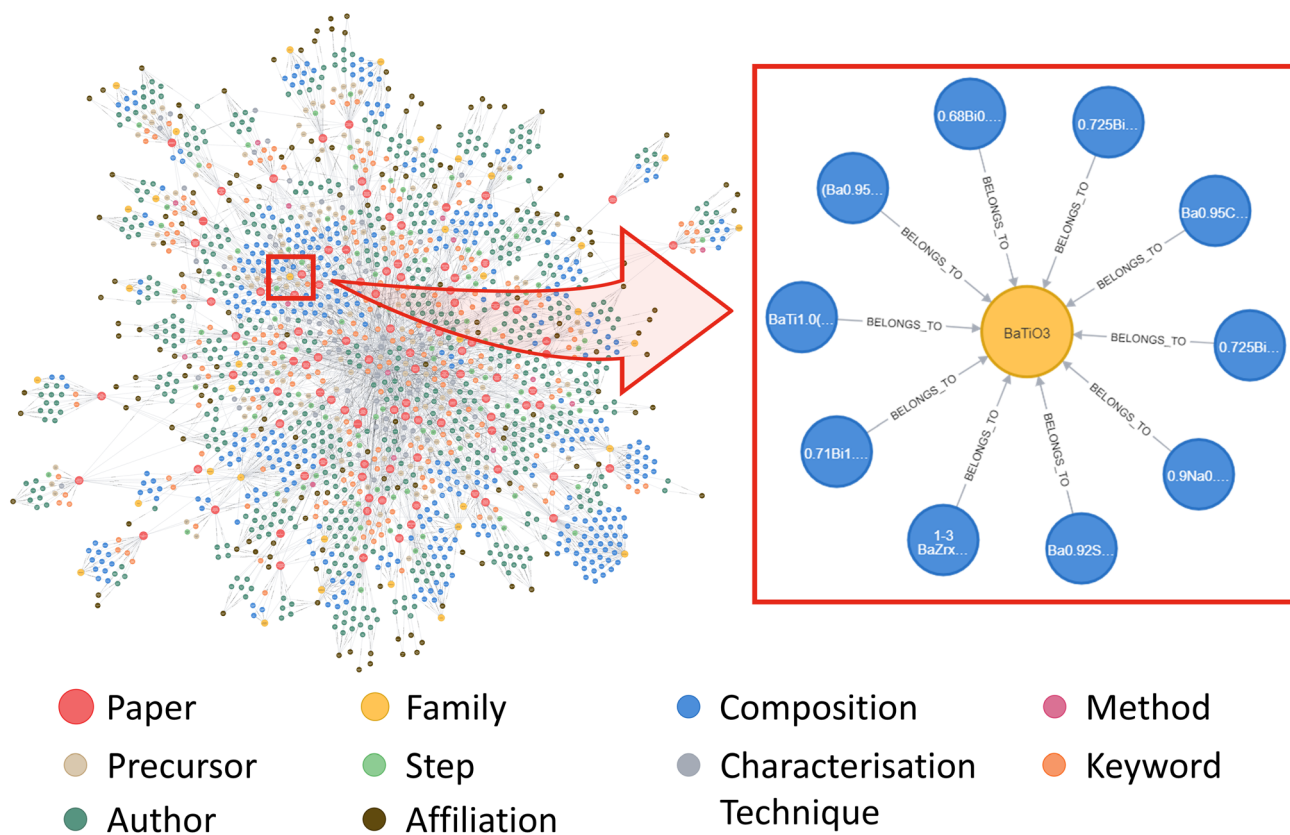 0.68Bi0....
0.725Bi...
(Ba0.95...
Ba0.95C...
BELONGS_TO
BELONGS_TO
BELONGS_TO
BELONGS_TO
BaTi1.0(...
BELONGS_TO
BaTiO3
BELONGS_TO
0.725Bi...
BELONGS_TO
BELONGS_TO
0.71Bi1....
BELONGS_TO
BELONGS_TO
0.9Na0....
1-3
BaZrx...
Ba0.92S...
Paper
Family
Composition
Method
Precursor
Step
Characterisation
Technique
Keyword
Author
Affiliation